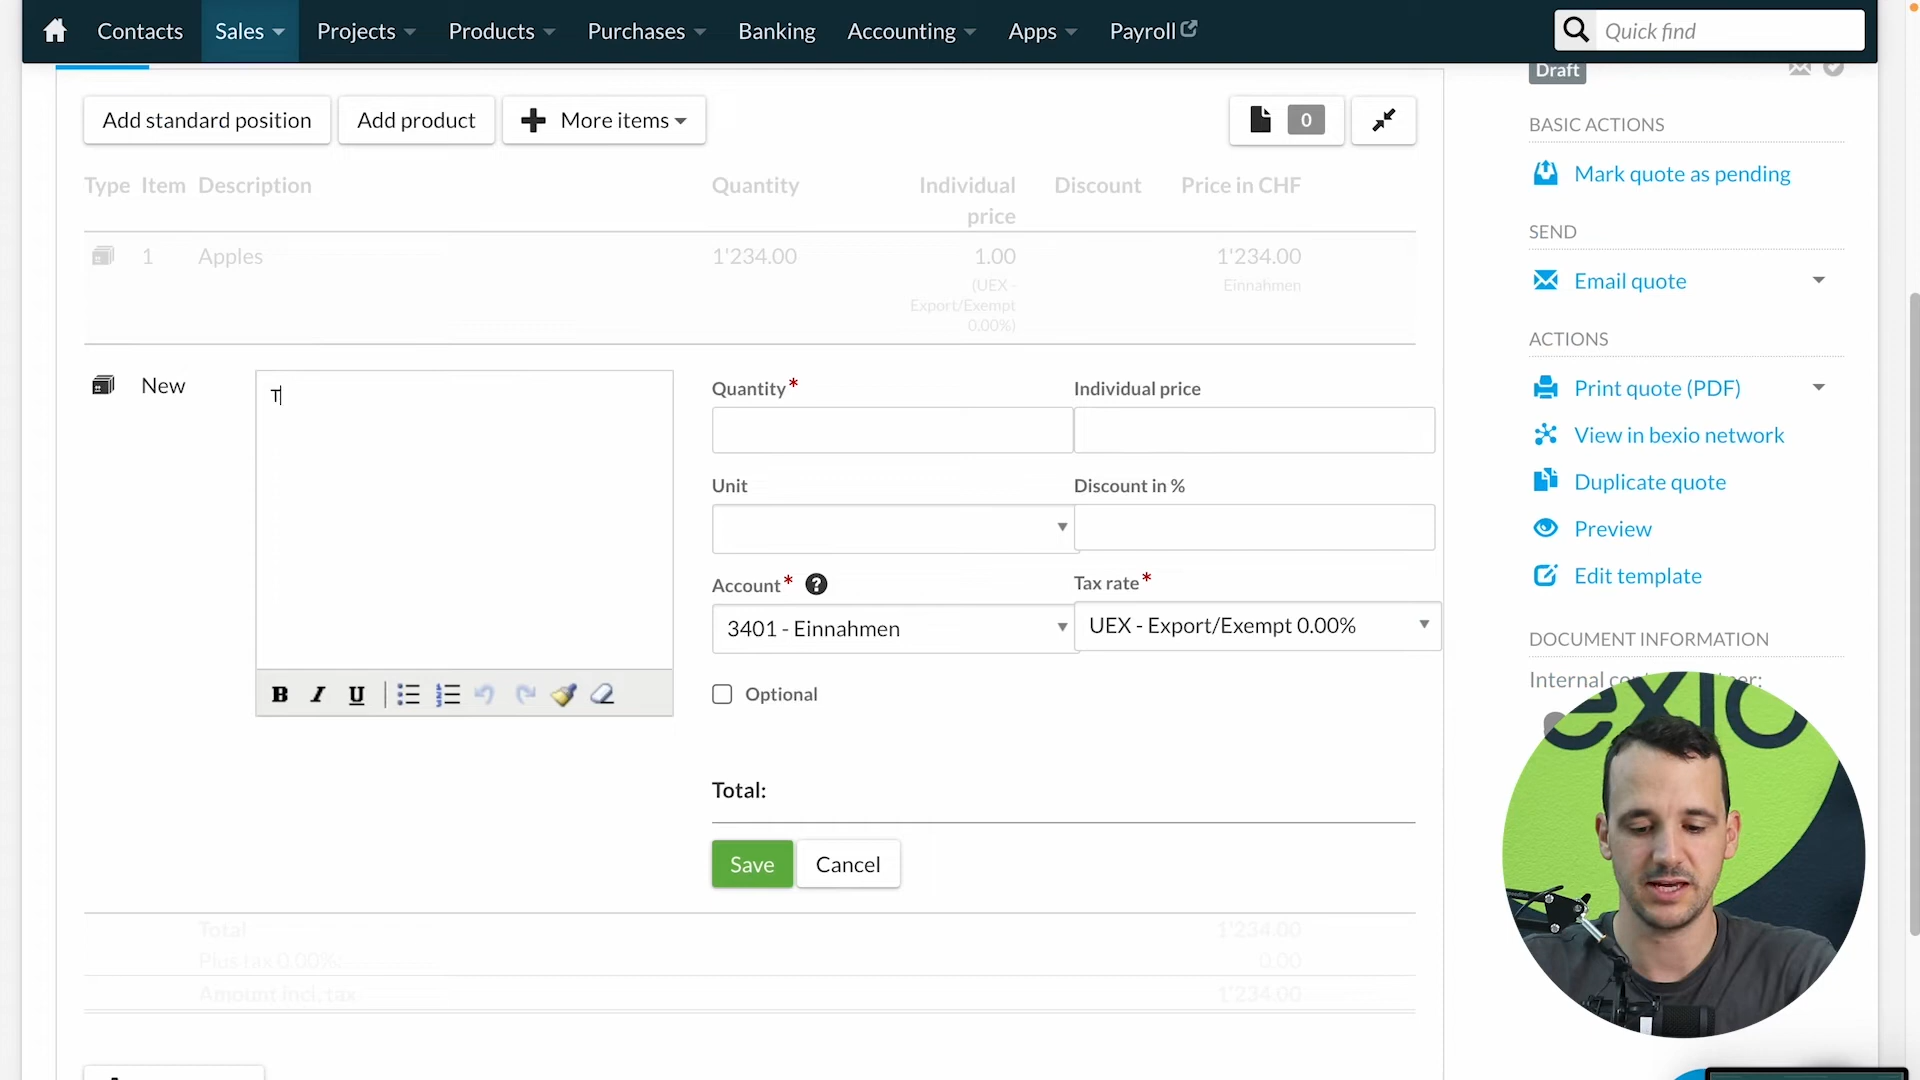 Contacts
Sales
Projects
Products
Purchases
Banking
Accounting
Apps
Payroll
Quick find
Draft
Add standard position
Add product
More items
0
Type Item Description Quantity Individual price Discount Price in CHF
1 Apples 1'234.00 1.00 1'234.00
(UEX - Export/Exempt 0.00%)
Einnahmen
New
T
Quantity*
Individual price
Unit
Discount in %
Account* ?
Tax rate*
3401 - Einnahmen
UEX - Export/Exempt 0.00%
B I U
Optional
Total:
Save
Cancel
Total 1'234.00
Plus tax 0.00%: 0.00
Amount incl. tax 1'234.00
BASIC ACTIONS
Mark quote as pending
SEND
Email quote
ACTIONS
Print quote (PDF)
View in bexio network
Duplicate quote
Preview
Edit template
DOCUMENT INFORMATION
Internal
exio